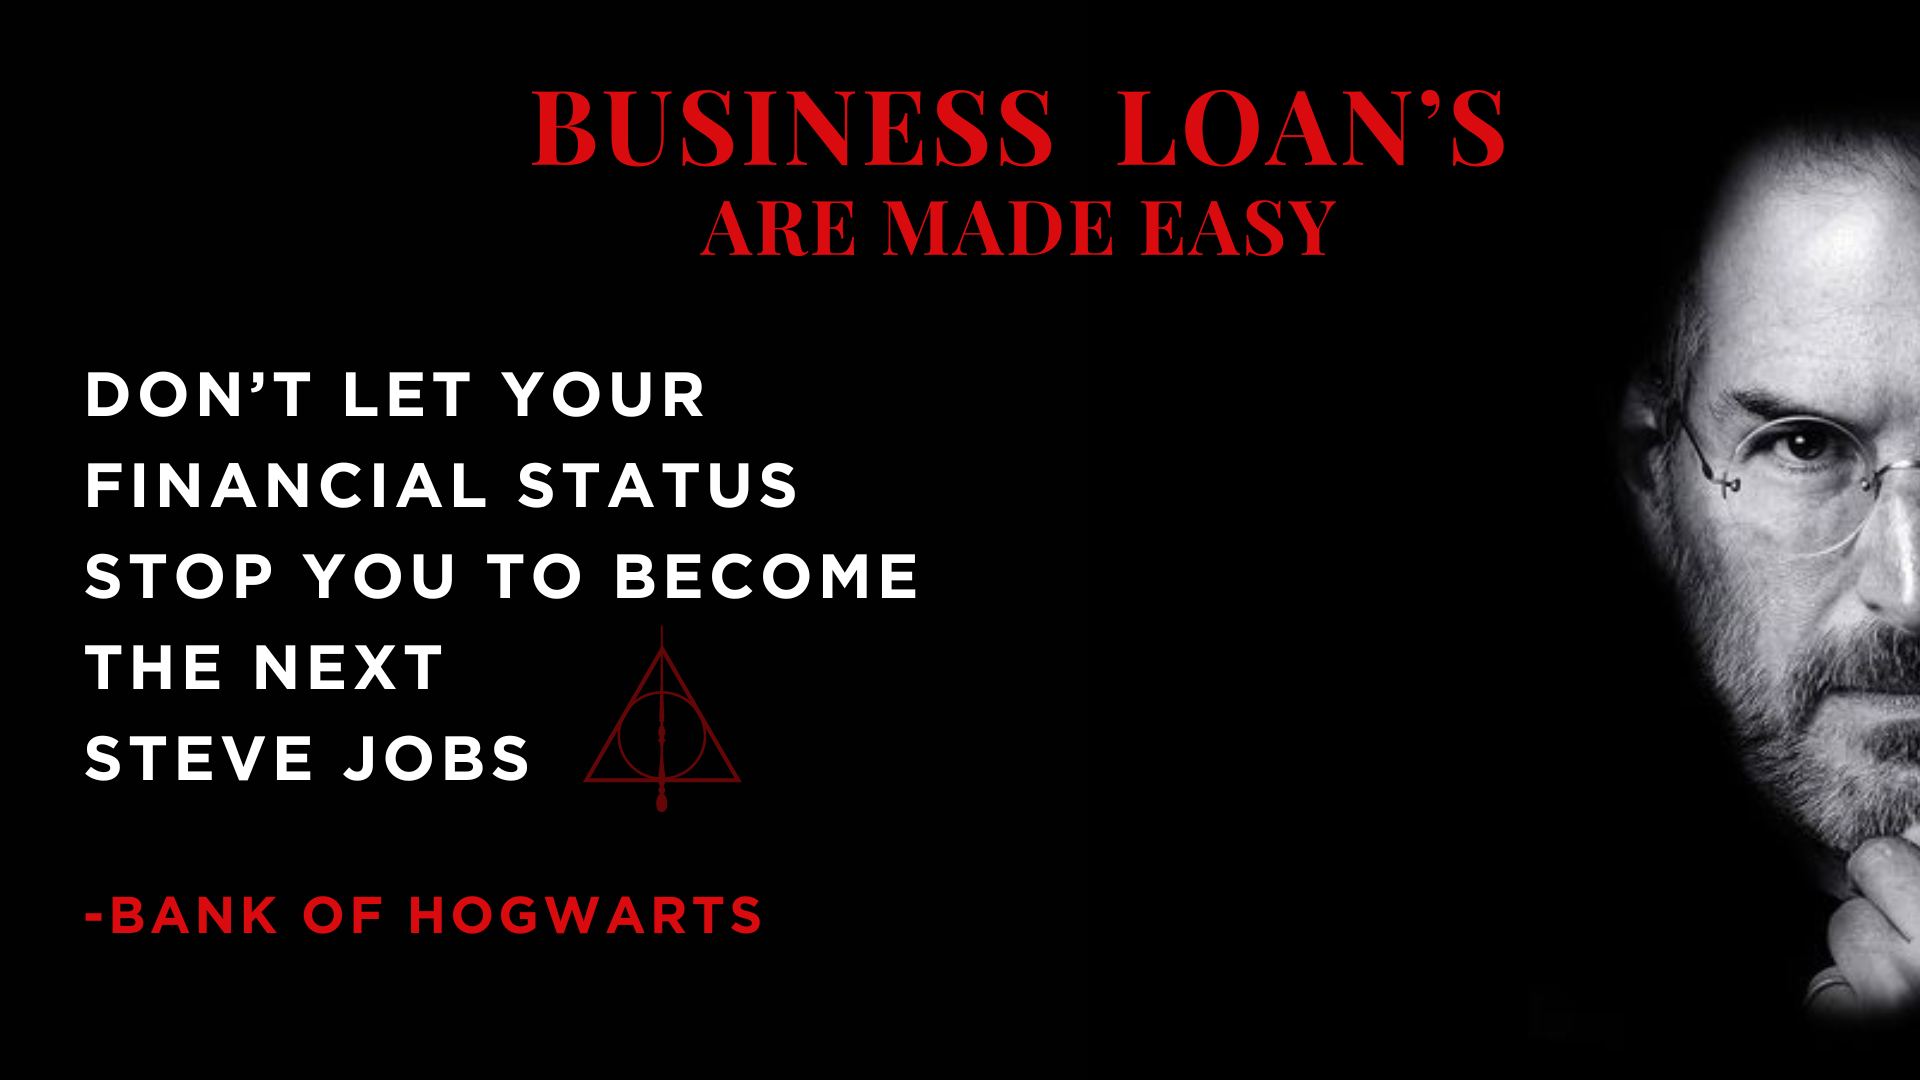 BUSINESS LOAN’S
ARE MADE EASY
DON’T LET YOUR
FINANCIAL STATUS
STOP YOU TO BECOME
THE NEXT
STEVE JOBS
-BANK OF HOGWARTS